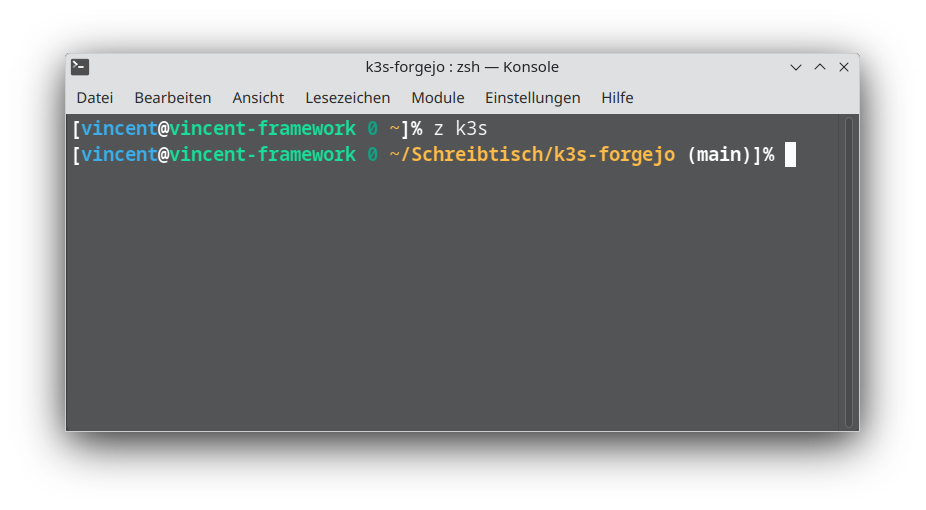 k3s-forgejo : zsh — Konsole
Datei Bearbeiten Ansicht Lesezeichen Module Einstellungen Hilfe
[vincent@vincent-framework 0 ~]% z k3s
[vincent@vincent-framework 0 ~/Schreibtisch/k3s-forgejo (main)]%